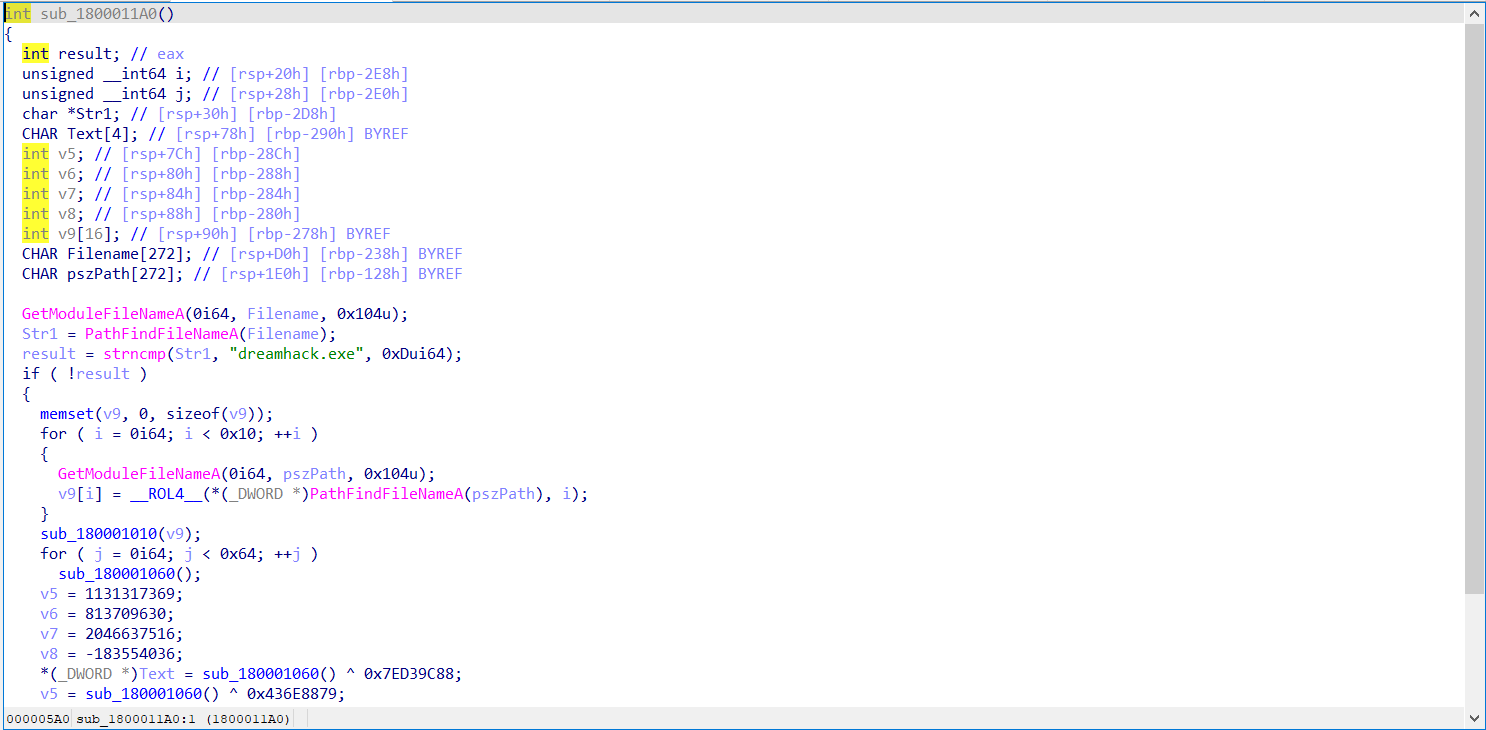 int sub_1800011A0()
{
  int result; // eax
  unsigned __int64 i; // [rsp+20h] [rbp-2E8h]
  unsigned __int64 j; // [rsp+28h] [rbp-2E0h]
  char *Str1; // [rsp+30h] [rbp-2D8h]
  CHAR Text[4]; // [rsp+78h] [rbp-290h] BYREF
  int v5; // [rsp+7Ch] [rbp-28Ch]
  int v6; // [rsp+80h] [rbp-288h]
  int v7; // [rsp+84h] [rbp-284h]
  int v8; // [rsp+88h] [rbp-280h]
  int v9[16]; // [rsp+90h] [rbp-278h] BYREF
  CHAR Filename[272]; // [rsp+D0h] [rbp-238h] BYREF
  CHAR pszPath[272]; // [rsp+1E0h] [rbp-128h] BYREF

  GetModuleFileNameA(0i64, Filename, 0x104u);
  Str1 = PathFindFileNameA(Filename);
  result = strncmp(Str1, "dreamhack.exe", 0xDui64);
  if ( !result )
  {
    memset(v9, 0, sizeof(v9));
    for ( i = 0i64; i < 0x10; ++i )
    {
      GetModuleFileNameA(0i64, pszPath, 0x104u);
      v9[i] = __ROL4__(*(_DWORD *)PathFindFileNameA(pszPath), i);
    }
    sub_180001010(v9);
    for ( j = 0i64; j < 0x64; ++j )
      sub_180001060();
    v5 = 1131317369;
    v6 = 813709630;
    v7 = 2046637516;
    v8 = -183554036;
    *(_DWORD *)Text = sub_180001060() ^ 0x7ED39C88;
    v5 = sub_180001060() ^ 0x436E8879;
000005A0 sub_1800011A0:1 (1800011A0)